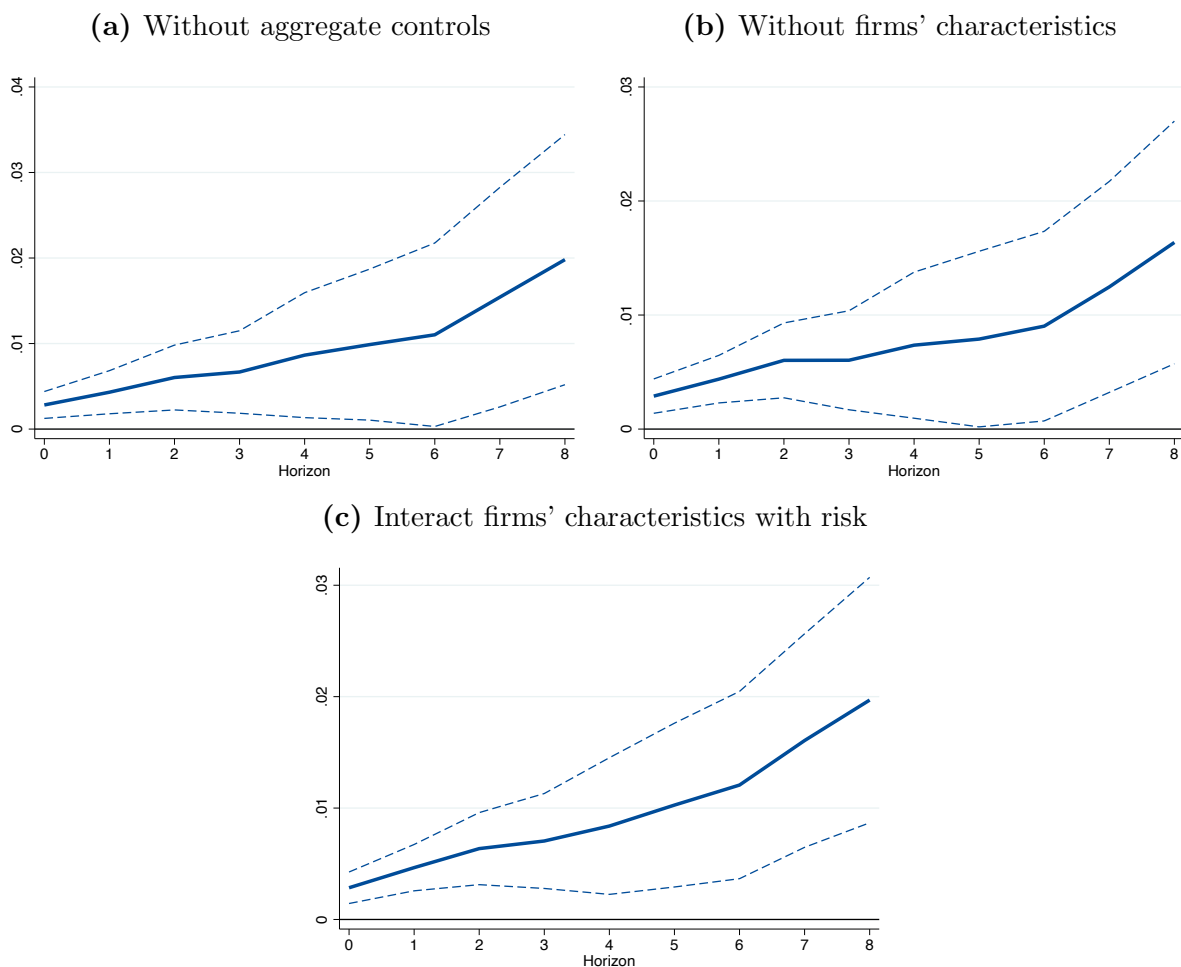 (a) Without aggregate controls
.04
.03
.02
.01
0
0 1 2 3 4 5 6 7 8
Horizon
(b) Without firms' characteristics
.03
.02
.01
0
0 1 2 3 4 5 6 7 8
Horizon
(c) Interact firms' characteristics with risk
.03
.02
.01
0
0 1 2 3 4 5 6 7 8
Horizon